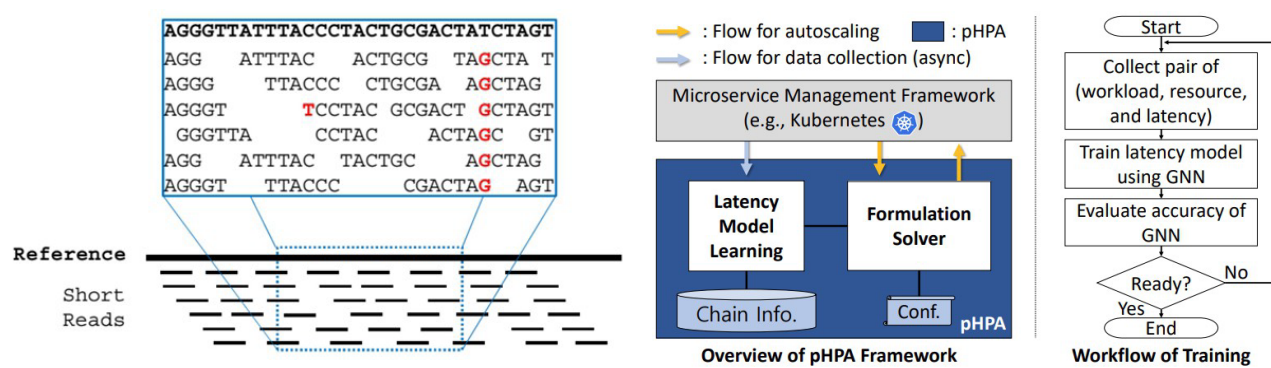 AGGGTTATTTACCCTACTGCGACTATCTAGT
AGG ATTTAC ACTGCG TAGCTA T
AGGG TTACCC CTGCGA AGCTAG
AGGGT TCCTAC GCGACT GCTAGT
GGGTTA CCTAC ACTAGC GT
AGG ATTTAC TACTGC AGCTAG
AGGGT TTACCC CGACTAG AGT
Reference
Short
Reads
: Flow for autoscaling
: pHPA
: Flow for data collection (async)
Microservice Management Framework
(e.g., Kubernetes )
Latency
Model
Learning
Formulation
Solver
Chain Info.
Conf.
pHPA
Overview of pHPA Framework
Start
Collect pair of
(workload, resource,
and latency)
Train latency model
using GNN
Evaluate accuracy of
GNN
Ready?
No
Yes
End
Workflow of Training